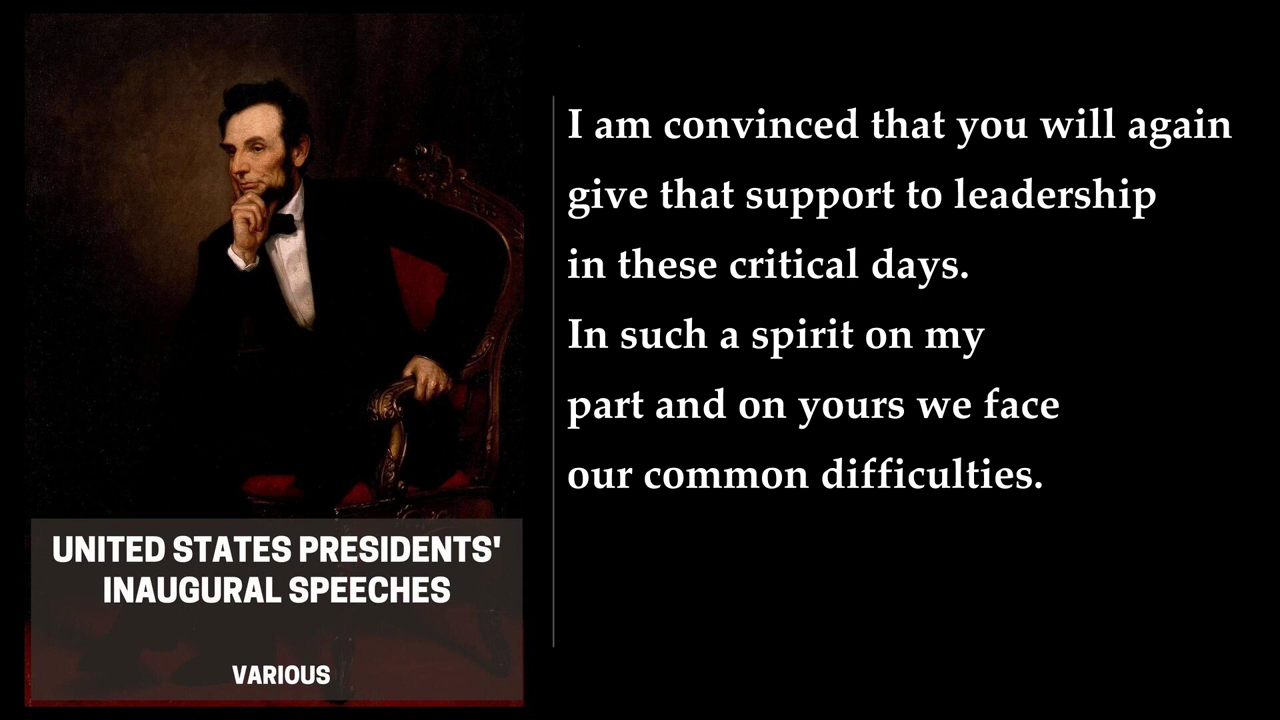 I am convinced that you will again
give that support to leadership
in these critical days.
In such a spirit on my
part and on yours we face
our common difficulties.
UNITED STATES PRESIDENTS'
INAUGURAL SPEECHES
VARIOUS